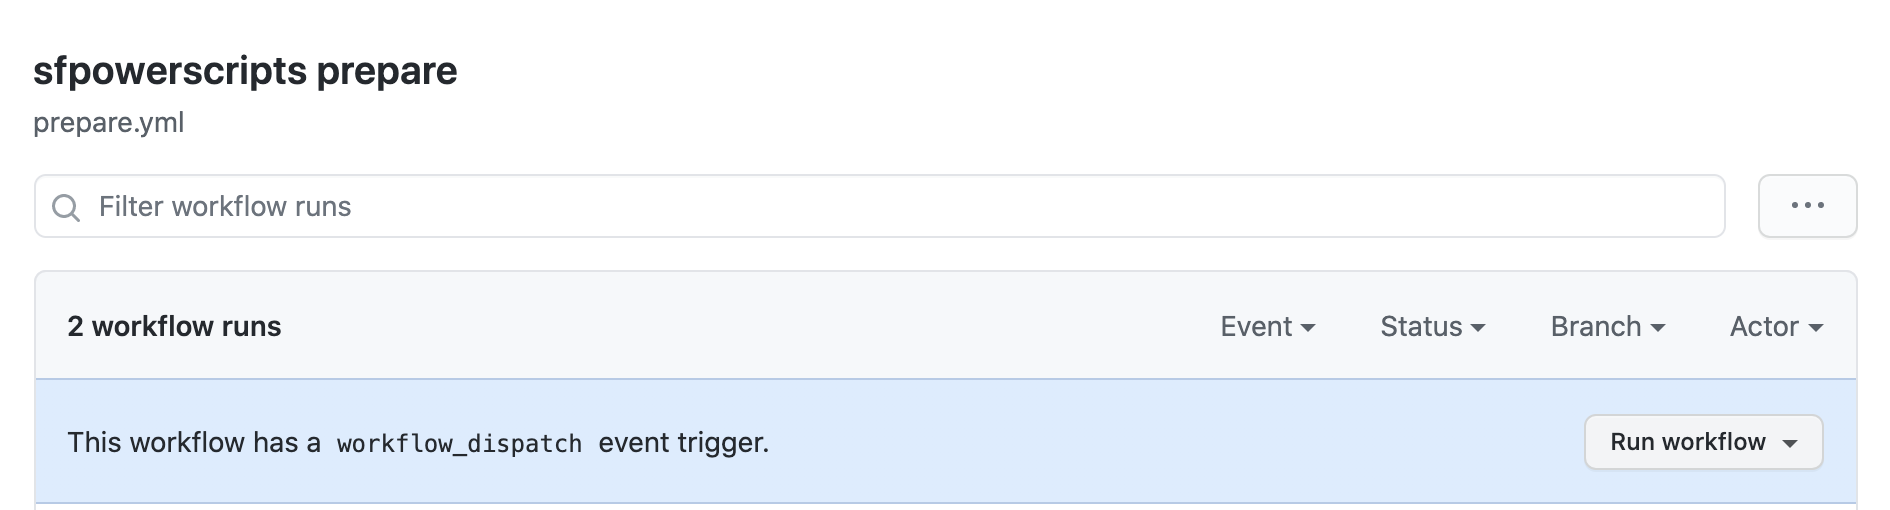 sfpowerscripts prepare
prepare.yml
Filter workflow runs
2 workflow runs Event Status Branch Actor
This workflow has a workflow_dispatch event trigger. Run workflow